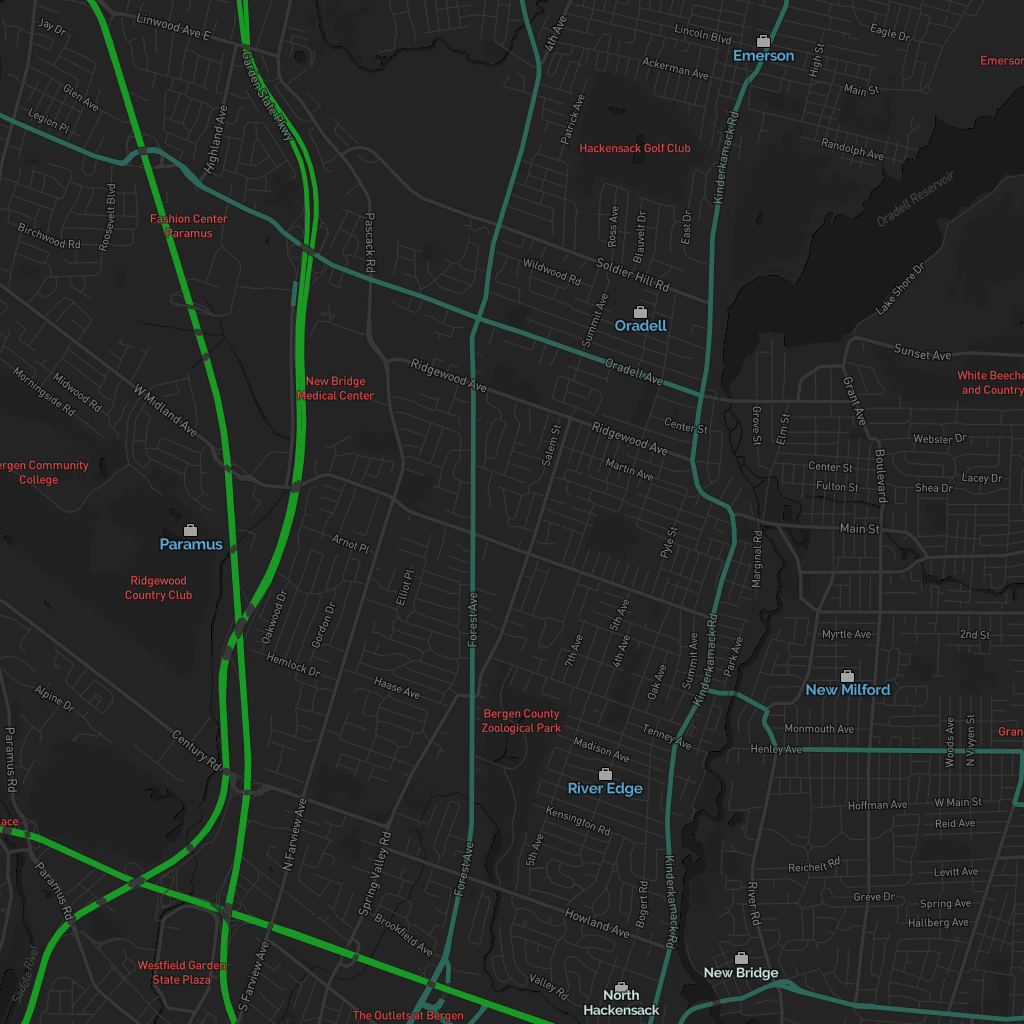 Jay Dr
Linwood Ave E
4th Ave
Lincoln Blvd
Eagle Dr
Emerson
High St
Emerson
Garden State Pkwy
Ackerman Ave
Main St
Glen Ave
Legion Pl
Highland Ave
Patrick Ave
Kinderkamack Rd
Randolph Ave
Hackensack Golf Club
Roosevelt Blvd
Oradell Reservoir
Fashion Center
Paramus
Birchwood Rd
Pascack Rd
Ross Ave
Blauvelt Dr
East Dr
Wildwood Rd
Soldier Hill Rd
Lake Shore Dr
Summit Ave
Oradell
Sunset Ave
Oradell Ave
Ridgewood Ave
New Bridge
Medical Center
White Beeche
and Country
Morningside Rd
Midwood Rd
W Midland Ave
Grant Ave
Grove St
Elm St
Center St
Ridgewood Ave
Salem St
Webster Dr
ergen Community
College
Martin Ave
Center St
Fulton St
Boulevard
Lacey Dr
Shea Dr
Paramus
Arnot Pl
Pyle St
Marginal Rd
Main St
Ridgewood
Country Club
Elliot Pl
Oakwood Dr
Gordon Dr
Forest Ave
5th Ave
Kinderkamack Rd
7th Ave
4th Ave
Summit Ave
Park Ave
Myrtle Ave
2nd St
Hemlock Dr
Haase Ave
Oak Ave
New Milford
Alpine Dr
Bergen County
Zoological Park
Tenney Ave
Monmouth Ave
Woods Ave
N Vivyen St
Gran
Paramus Rd
Century Rd
Madison Ave
Henley Ave
River Edge
Hoffman Ave
W Main St
Reid Ave
lace
Kensington Rd
N Farview Ave
5th Ave
Forest Ave
Spring Valley Rd
Paramus Rd
Reichelt Rd
Levitt Ave
Bogert Rd
Kinderkamack Rd
River Rd
Greve Dr
Spring Ave
Hallberg Ave
Howland Ave
Brookfield Ave
Saddle River
Westfield Garden
State Plaza
S Farview Ave
New Bridge
Valley Rd
North
Hackensack
The Outlets at Bergen